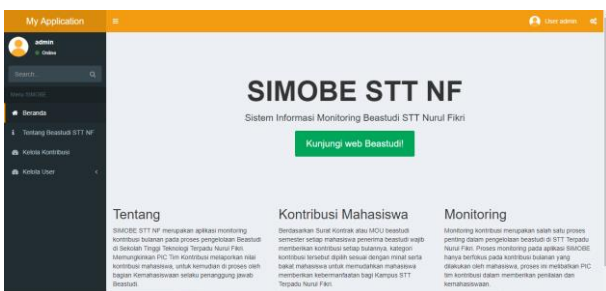 My Application
User admin
admin
Online
Search...
Menu SIMOBE
Beranda
Tentang Beastudi STT NF
Kelola Kontribusi
Kelola User
SIMOBE STT NF
Sistem Informasi Monitoring Beastudi STT Nurul Fikri
Kunjungi web Beastudi!
Tentang
SIMOBE STT NF merupakan aplikasi monitoring
kontribusi bulanan pada proses pengelolaan Beastudi
di Sekolah Tinggi Teknologi Terpadu Nurul Fikri.
Memungkinkan PIC Tim Kontribusi melaporkan nilai
kontribusi mahasiswa, untuk kemudian di proses oleh
bagian Kemahasiswaan selaku penanggung jawab
Beastudi.
Kontribusi Mahasiswa
Berdasarkan Surat Kontrak atau MOU beastudi
semester setiap mahasiswa penerima beastudi wajib
memberikan kontribusi setiap bulannya, kategori
kontribusi tersebut dipilih sesuai dengan minat serta
bakat mahasiswa untuk memudahkan mahasiswa
memberikan kebermanfaatan bagi Kampus STT
Terpadu Nurul Fikri.
Monitoring
Monitoring kontribusi merupakan salah satu proses
penting dalam pengelolaan beastudi di STT Terpadu
Nurul Fikri. Proses monitoring pada aplikasi SIMOBE
hanya berfokus pada kontribusi bulanan yang
dilakukan oleh mahasiswa, proses ini melibatkan PIC
tim kontribusi dalam memberikan penilaian dan
kemahasiswaan.